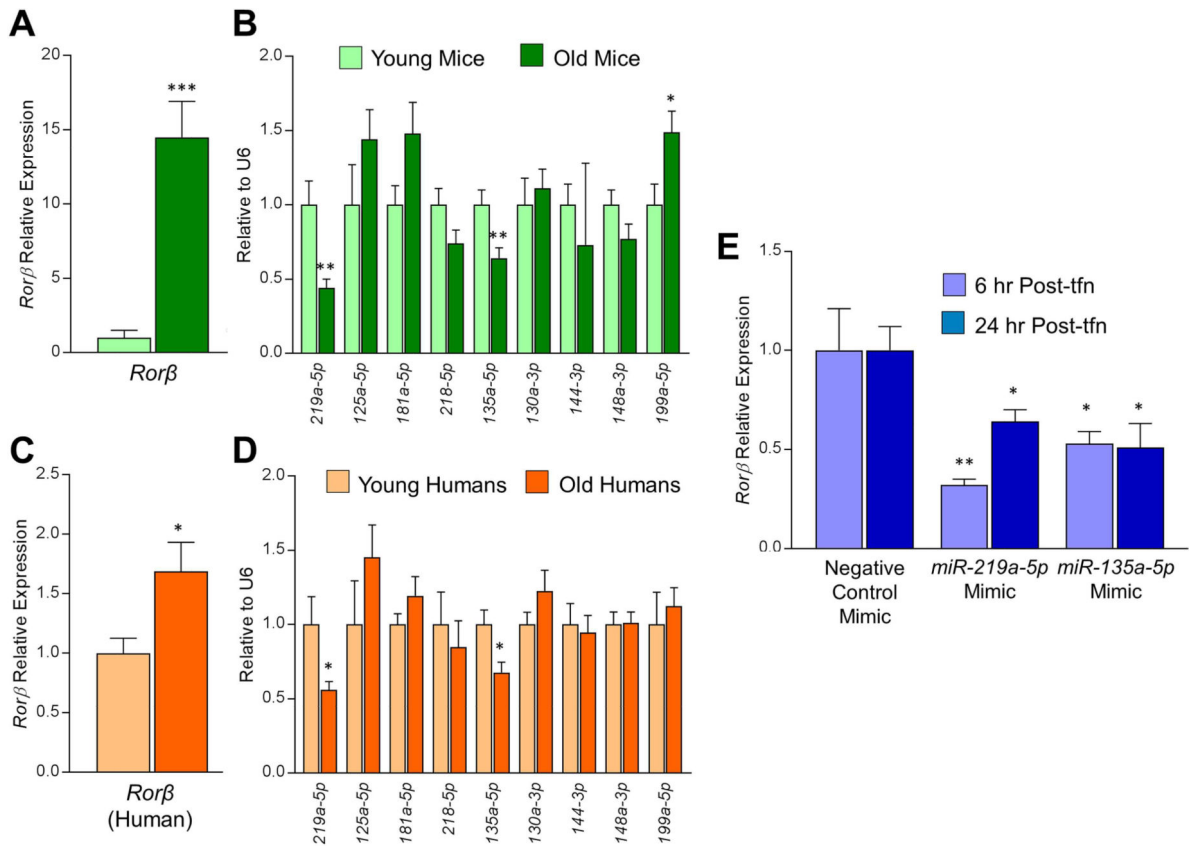 A
20
15
10
5
0
Rorβ Relative Expression
***
Rorβ
B
Young Mice
Old Mice
2.0
1.5
1.0
0.5
0.0
Relative to U6
**
**
*
219a-5p
125a-5p
181a-5p
218-5p
135a-5p
130a-3p
144-3p
148a-3p
199a-5p
C
2.5
2.0
1.5
1.0
0.5
0.0
Rorβ Relative Expression
*
Rorβ
(Human)
D
Young Humans
Old Humans
2.0
1.5
1.0
0.5
0.0
Relative to U6
*
*
219a-5p
125a-5p
181a-5p
218-5p
135a-5p
130a-3p
144-3p
148a-3p
199a-5p
E
1.5
1.0
0.5
0.0
Rorβ Relative Expression
6 hr Post-tfn
24 hr Post-tfn
**
*
*
*
Negative
Control
Mimic
miR-219a-5p
Mimic
miR-135a-5p
Mimic